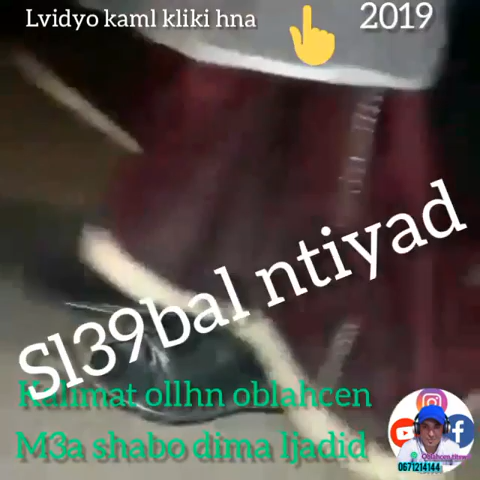 Lvidyo kaml kliki hna
2019
Sl39bal ntiyad
Kalimat ollhn oblahcen
M3a shabo dima ljadid
0671214144